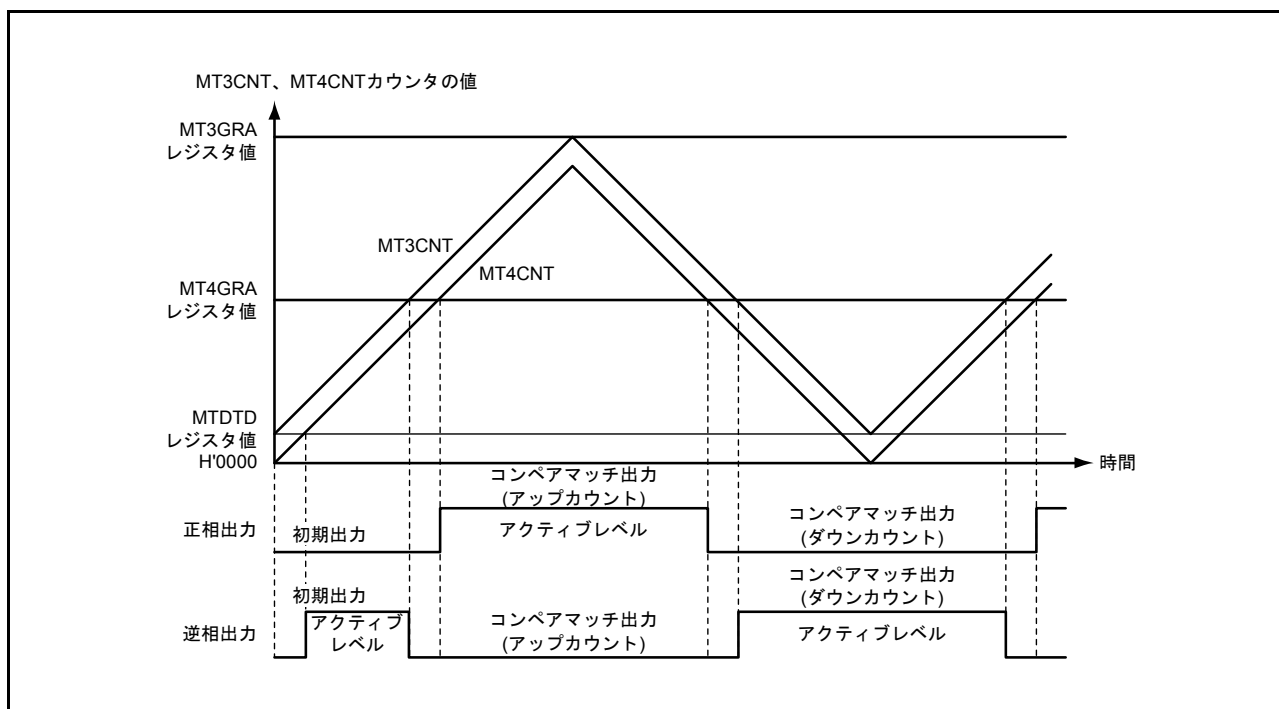 MT3CNT、MT4CNTカウンタの値
MT3GRA
レジスタ値
MT3CNT
MT4CNT
MT4GRA
レジスタ値
MTDTD
レジスタ値
H'0000
時間
コンペアマッチ出力
(アップカウント)
正相出力
初期出力
アクティブレベル
コンペアマッチ出力
(ダウンカウント)
コンペアマッチ出力
(ダウンカウント)
初期出力
逆相出力
アクティブ
レベル
コンペアマッチ出力
(アップカウント)
アクティブレベル